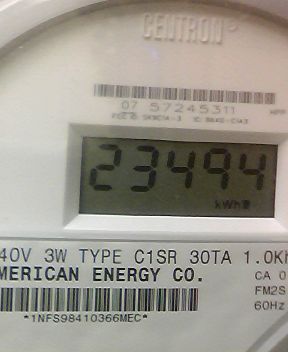 CENTRON
07 57245311
23494
kWh
40V 3W TYPE C1SR 30TA 1.0Kh
MERICAN ENERGY CO.
CA 0
FM2S
60Hz
*1NFS98410366MEC*